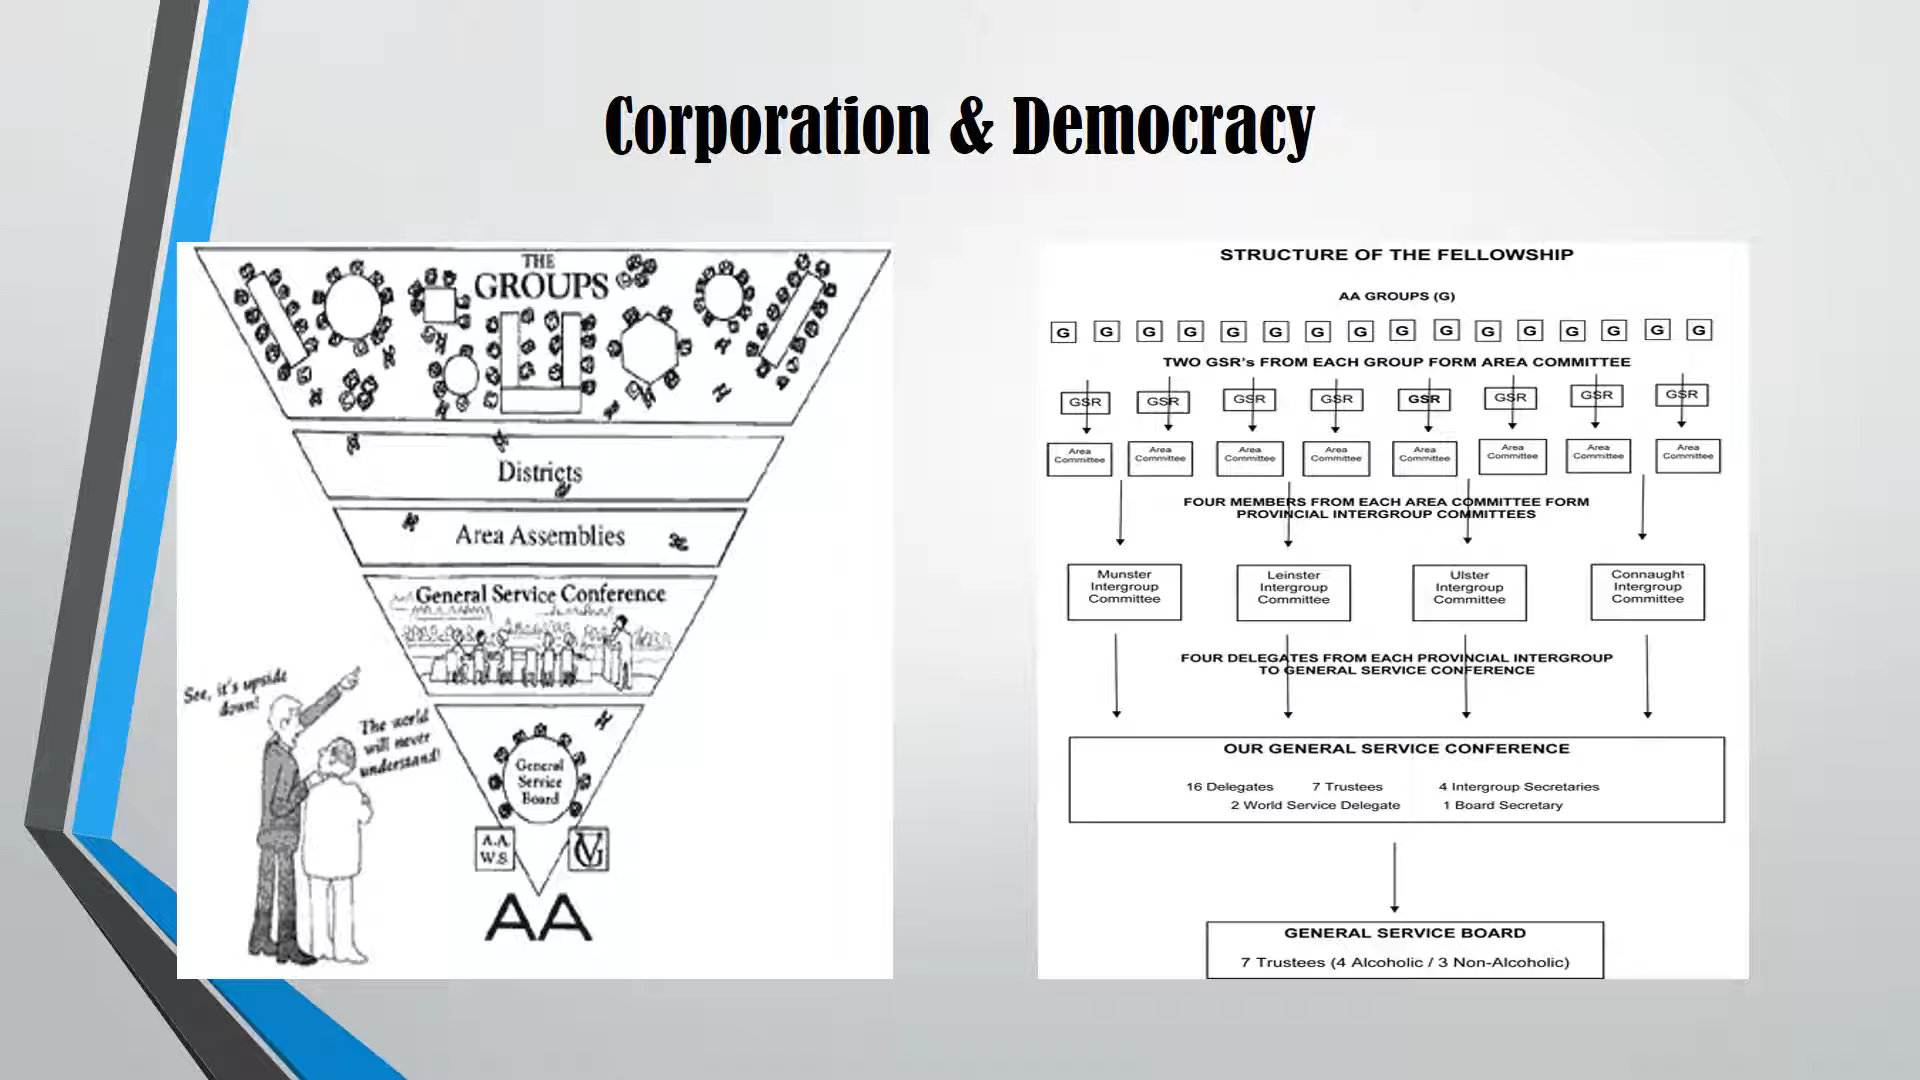 Corporation & Democracy
THE
GROUPS
Districts
Area Assemblies
General Service Conference
See, it's upside
down!
The world
will never
understand!
General
Service
Board
A.A.
W.S.
GV
AA
STRUCTURE OF THE FELLOWSHIP
AA GROUPS (G)
G G G G G G G G G G G G G G G G
TWO GSR's FROM EACH GROUP FORM AREA COMMITTEE
GSR GSR GSR GSR GSR GSR GSR GSR
Area Area Area Area Area Area Area Area
Committee Committee Committee Committee Committee Committee Committee Committee
FOUR MEMBERS FROM EACH AREA COMMITTEE FORM
PROVINCIAL INTERGROUP COMMITTEES
Munster
Intergroup
Committee
Leinster
Intergroup
Committee
Ulster
Intergroup
Committee
Connaught
Intergroup
Committee
FOUR DELEGATES FROM EACH PROVINCIAL INTERGROUP
TO GENERAL SERVICE CONFERENCE
OUR GENERAL SERVICE CONFERENCE
16 Delegates 7 Trustees 4 Intergroup Secretaries
2 World Service Delegate 1 Board Secretary
GENERAL SERVICE BOARD
7 Trustees (4 Alcoholic / 3 Non-Alcoholic)